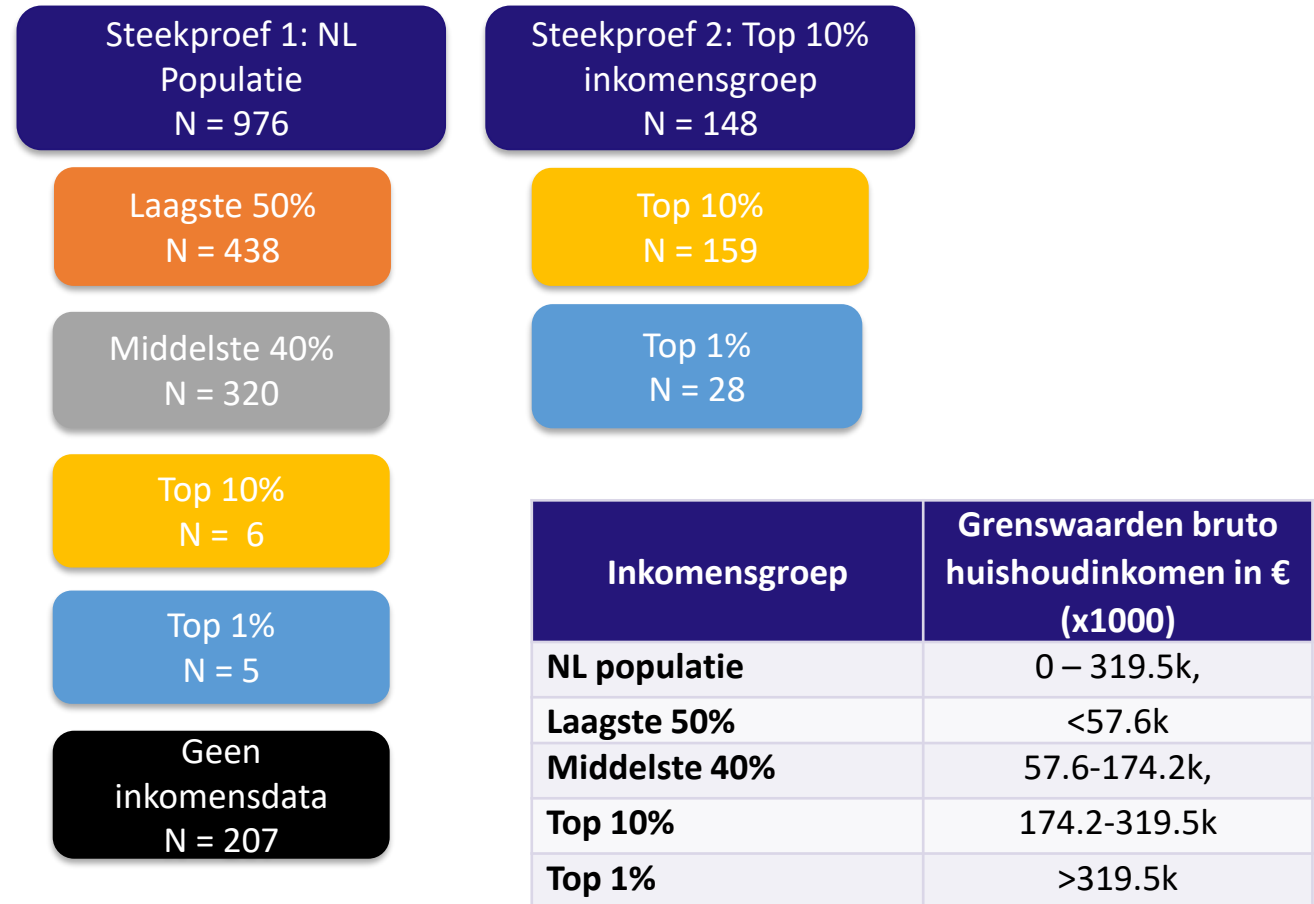 Steekproef 1: NL
Populatie
N = 976
Laagste 50%
N = 438
Middelste 40%
N = 320
Top 10%
N =  6
Top 1%
N = 5
Geen
inkomensdata
N = 207
Steekproef 2: Top 10%
inkomensgroep
N = 148
Top 10%
N = 159
Top 1%
N = 28
Inkomensgroep
Grenswaarden bruto
huishoudinkomen in €
(x1000)
NL populatie 0 – 319.5k,
Laagste 50% <57.6k
Middelste 40% 57.6-174.2k,
Top 10% 174.2-319.5k
Top 1% >319.5k